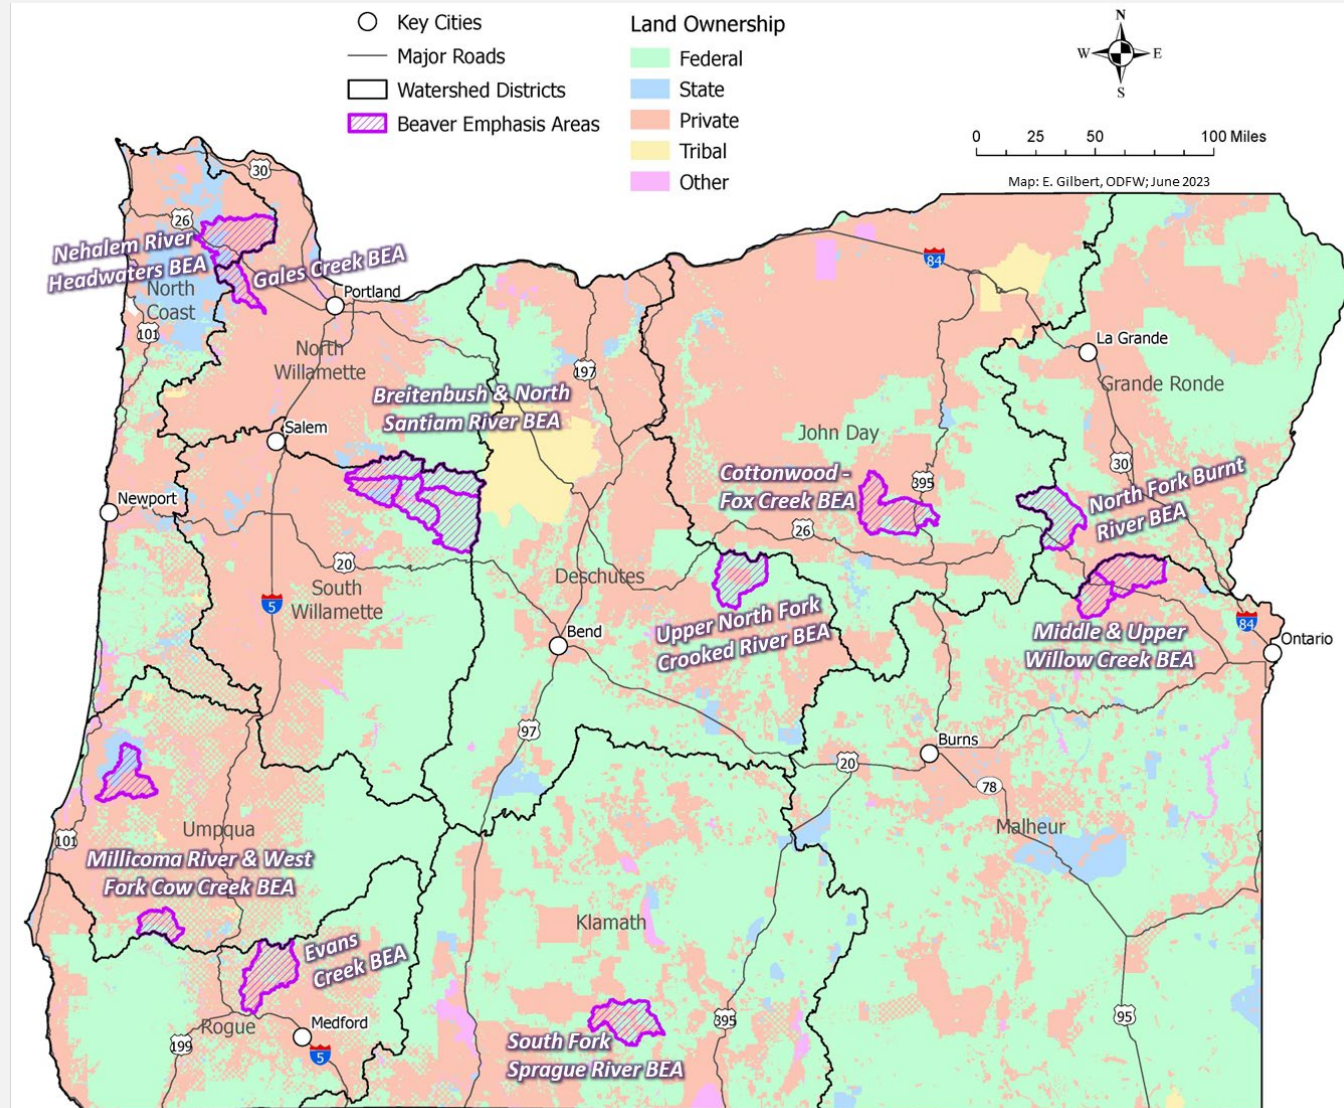 Key Cities
Major Roads
Watershed Districts
Beaver Emphasis Areas
Land Ownership
Federal
State
Private
Tribal
Other
N
W E
S
0 25 50 100 Miles
Map: E. Gilbert, ODFW; June 2023
30
26
Nehalem River
Headwaters BEA
Gales Creek BEA
North
Coast
Portland
101
North
Willamette
84
197
La Grande
Grande Ronde
Breitenbush & North
Santiam River BEA
Salem
John Day
Newport
Cottonwood -
Fox Creek BEA
395
30
North Fork Burnt
River BEA
26
20
South
Willamette
5
Deschutes
Upper North Fork
Crooked River BEA
Bend
Middle & Upper
Willow Creek BEA
84
Ontario
97
Burns
20
78
Malheur
101
Umpqua
Millicoma River & West
Fork Cow Creek BEA
Klamath
Evans
Creek BEA
Rogue
Medford
199
5
South Fork
Sprague River BEA
395
95